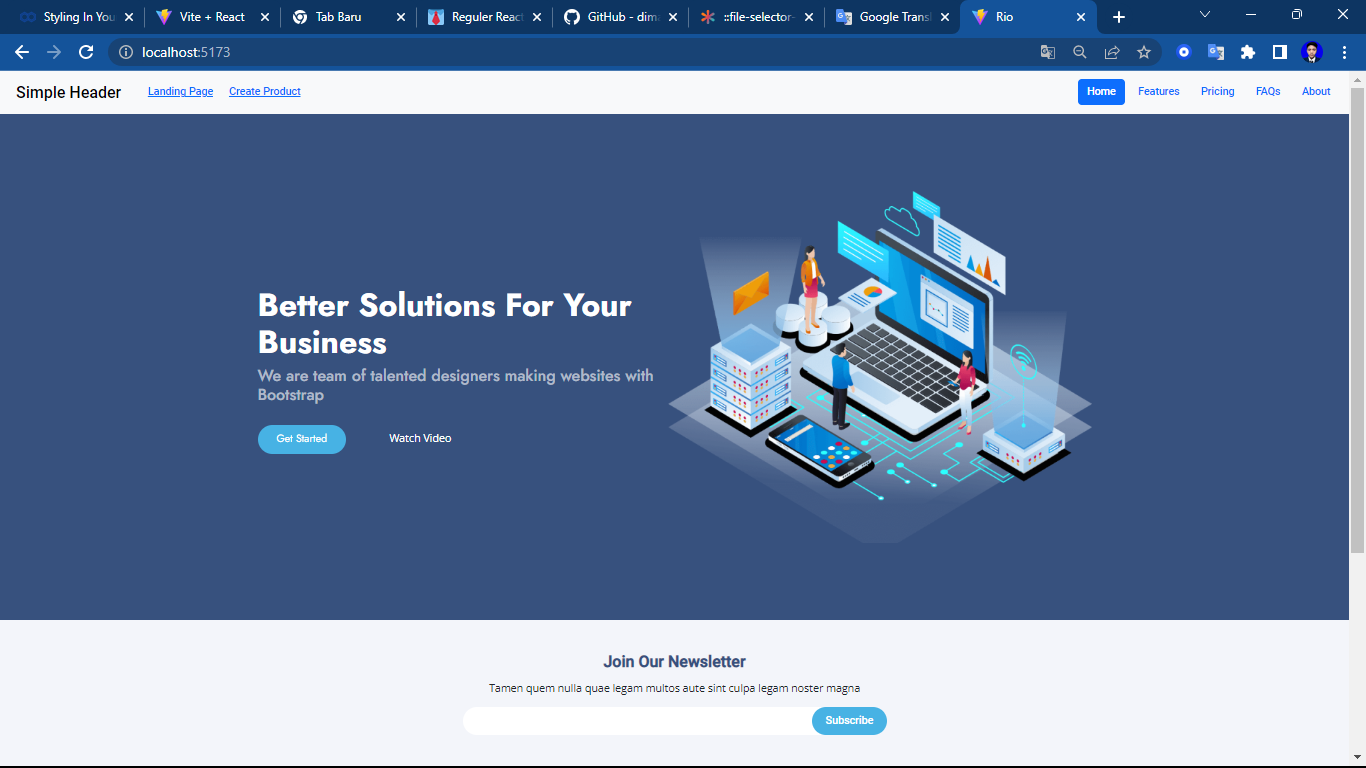 Styling In You
Vite + React
Tab Baru
Reguler React
GitHub - dima
::file-selector-
Google Transl
Rio
localhost:5173
Simple Header
Landing Page
Create Product
Home
Features
Pricing
FAQs
About
Better Solutions For Your
Business
We are team of talented designers making websites with
Bootstrap
Get Started
Watch Video
Join Our Newsletter
Tamen quem nulla quae legam multos aute sint culpa legam noster magna
Subscribe